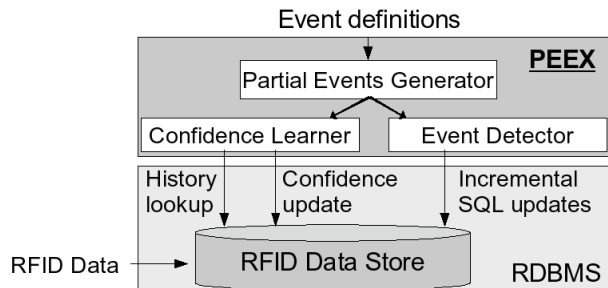 Event definitions
PEEX
Partial Events Generator
Confidence Learner
Event Detector
History
lookup
Confidence
update
Incremental
SQL updates
RFID Data
RFID Data Store
RDBMS